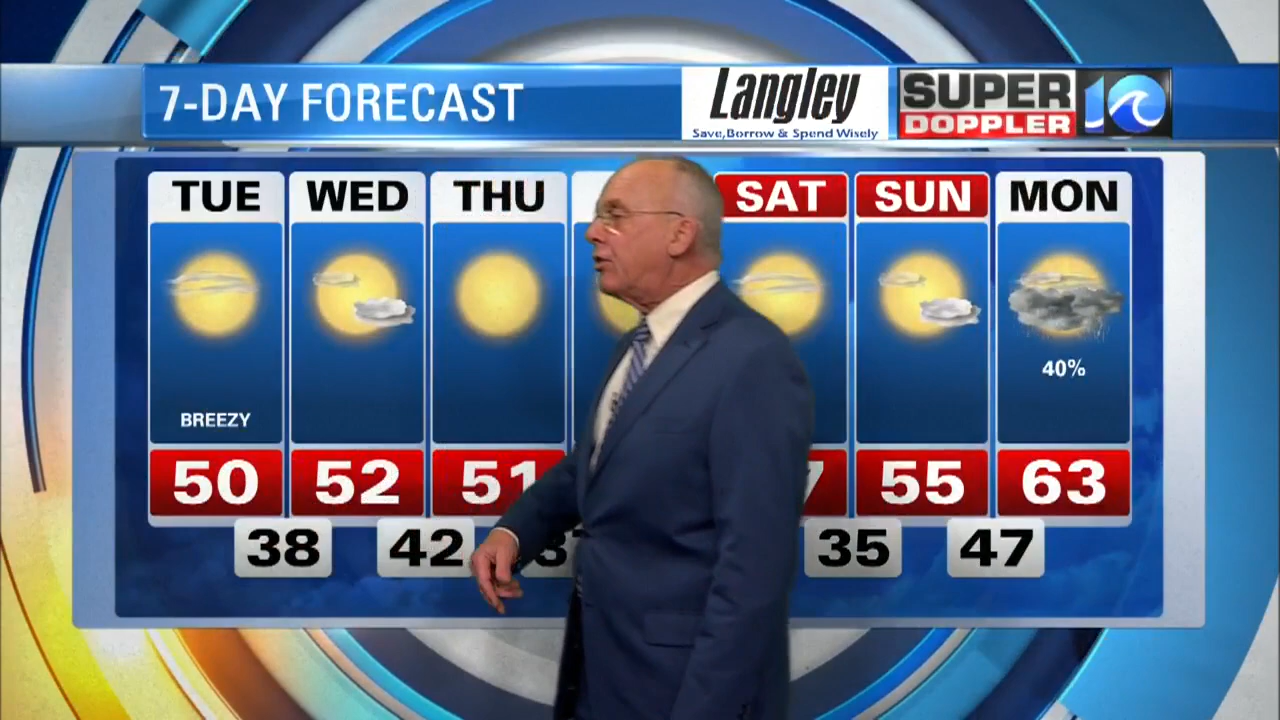 7-DAY FORECAST
Langley
Save, Borrow & Spend Wisely
SUPER
DOPPLER
10
TUE WED THU SAT SUN MON
40%
BREEZY
50 52 51 55 63
38 42 35 47